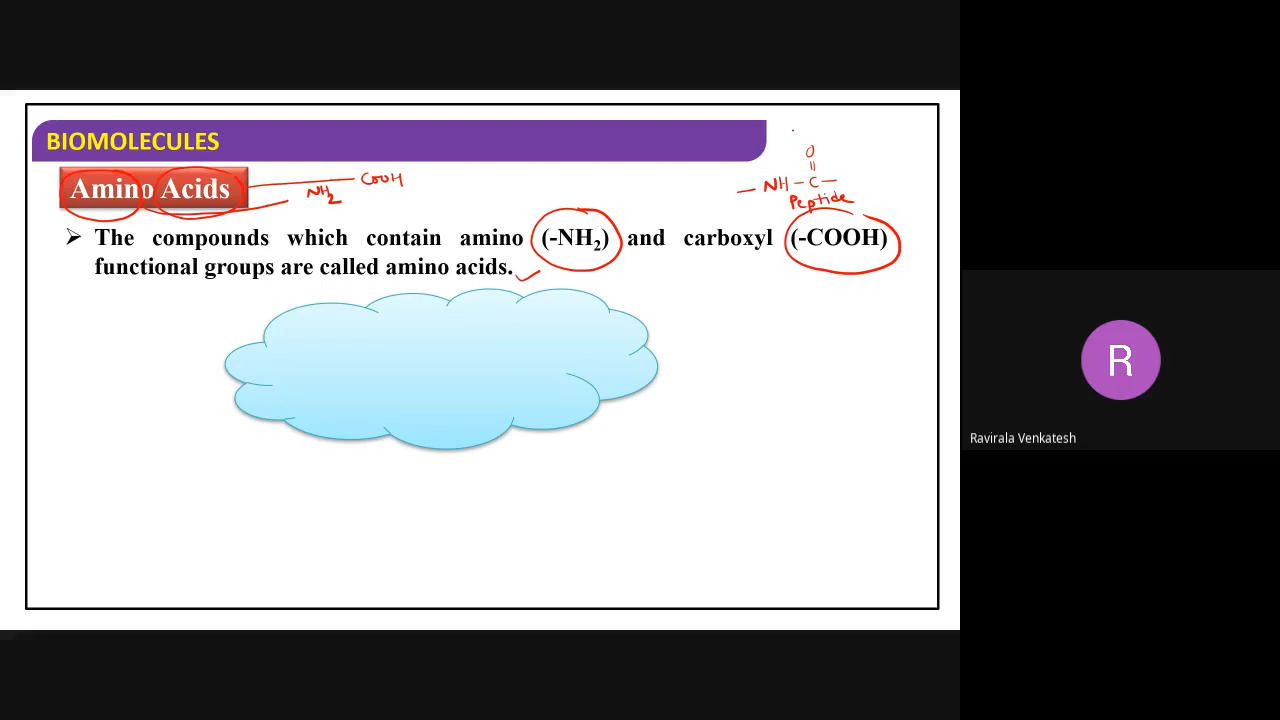 BIOMOLECULES
Amino Acids
NH2
COOH
O
||
— NH – C –
Peptide
➢ The compounds which contain amino (-NH₂) and carboxyl (-COOH)
functional groups are called amino acids.
R
Ravirala Venkatesh